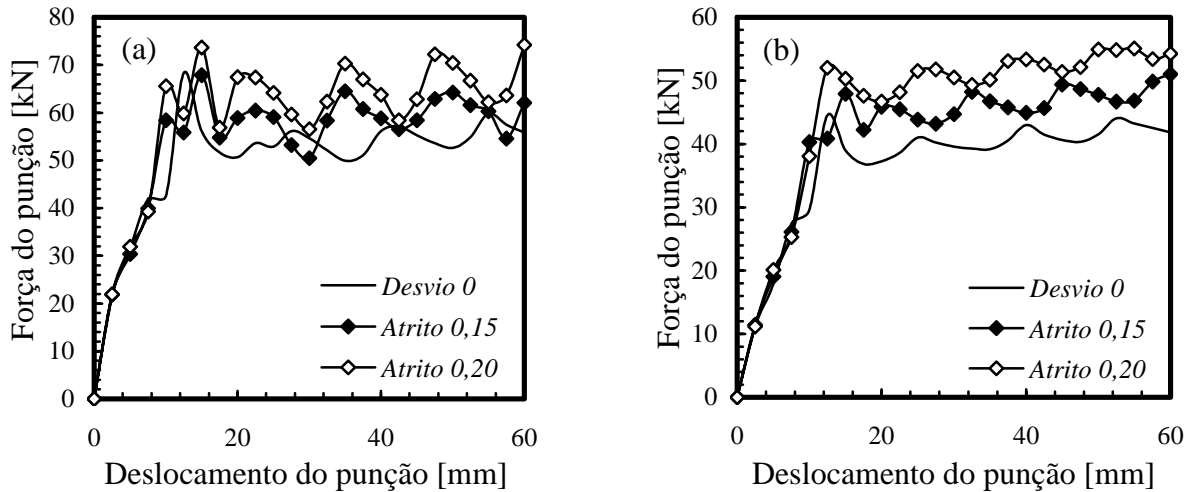 (a)
Força do punção [kN]
80
70
60
50
40
30
20
10
0
Desvio 0
Atrito 0,15
Atrito 0,20
0 20 40 60
Deslocamento do punção [mm]
(b)
Força do punção [kN]
60
50
40
30
20
10
0
Desvio 0
Atrito 0,15
Atrito 0,20
0 20 40 60
Deslocamento do punção [mm]